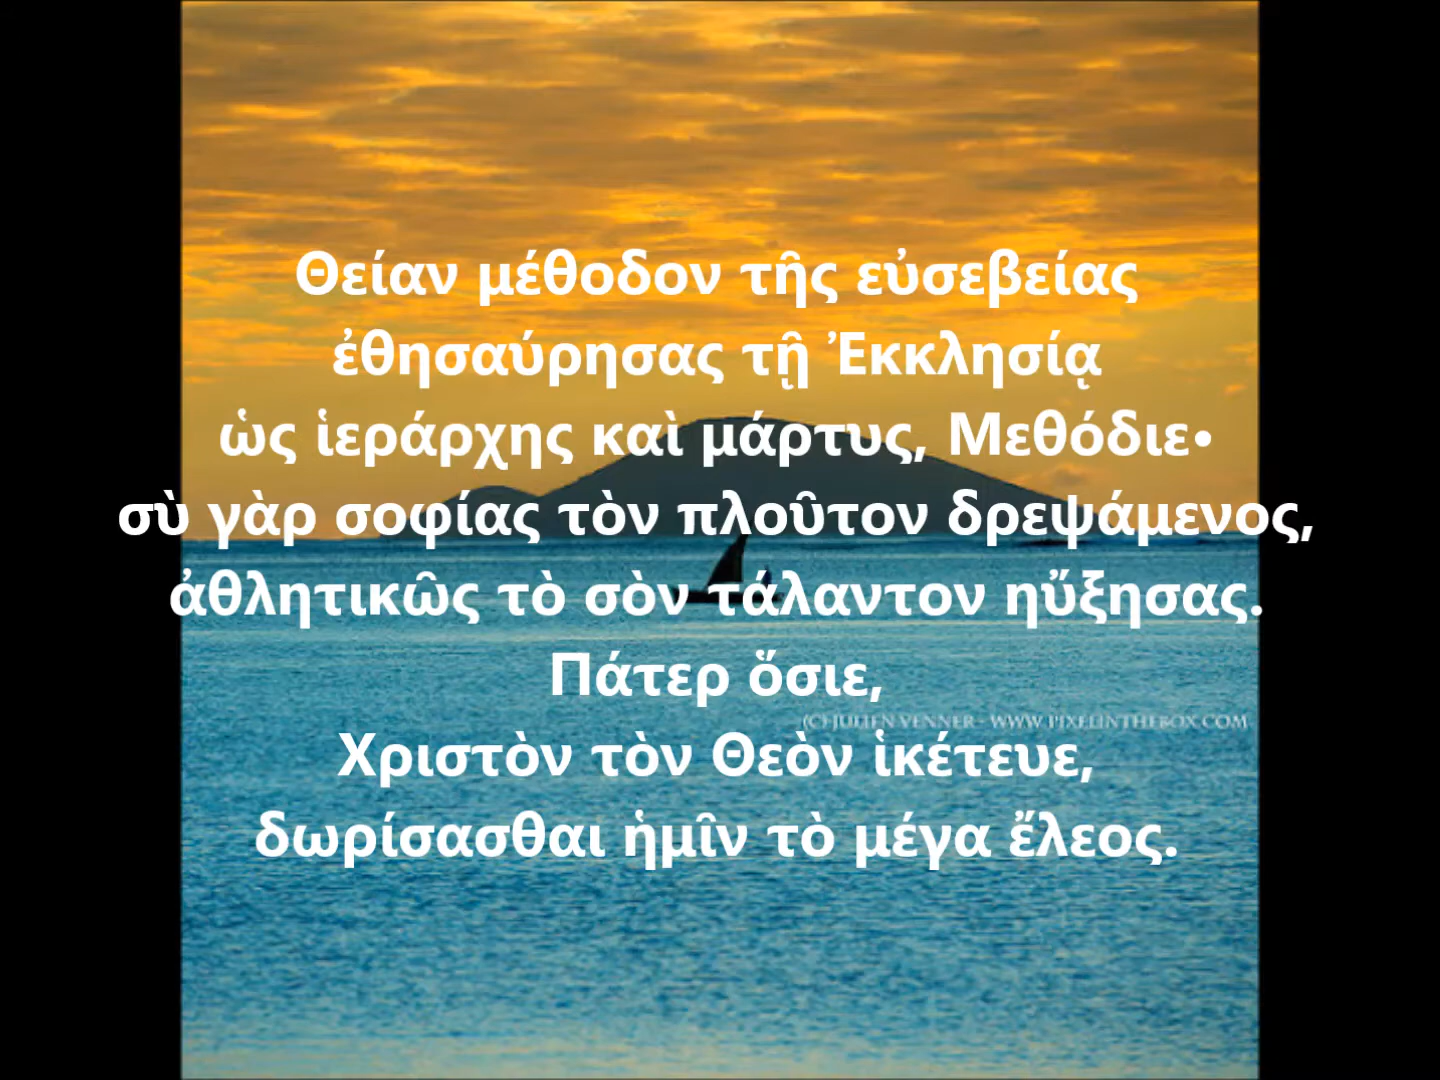 Θείαν μέθοδον τῆς εὐσεβείας
ἐθησαύρησας τῇ Ἐκκλησίᾳ
ὡς ἱεράρχης καὶ μάρτυς, Μεθόδιε•
σὺ γὰρ σοφίας τὸν πλοῦτον δρεψάμενος,
ἀθλητικῶς τὸ σὸν τάλαντον ηὔξησας.
Πάτερ ὅσιε,
(C) JULIEN VENNER - WWW.PIXELINTHEBOX.COM
Χριστὸν τὸν Θεὸν ἱκέτευε,
δωρίσασθαι ἡμῖν τὸ μέγα ἔλεος.